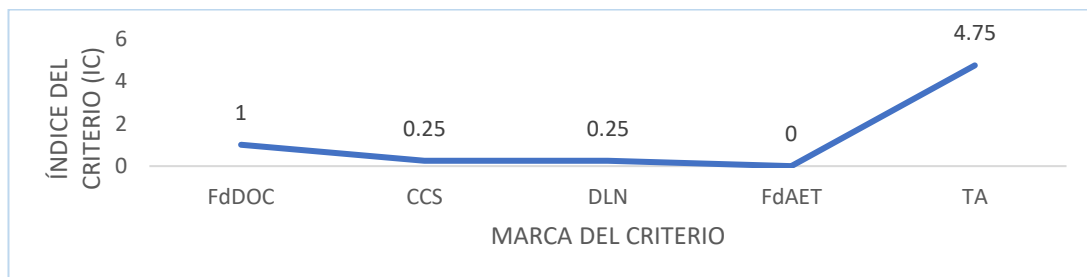 ÍNDICE DEL
CRITERIO (IC)
6
4
2
0
1
0.25
0.25
0
4.75
FdDOC
CCS
DLN
FdAET
TA
MARCA DEL CRITERIO